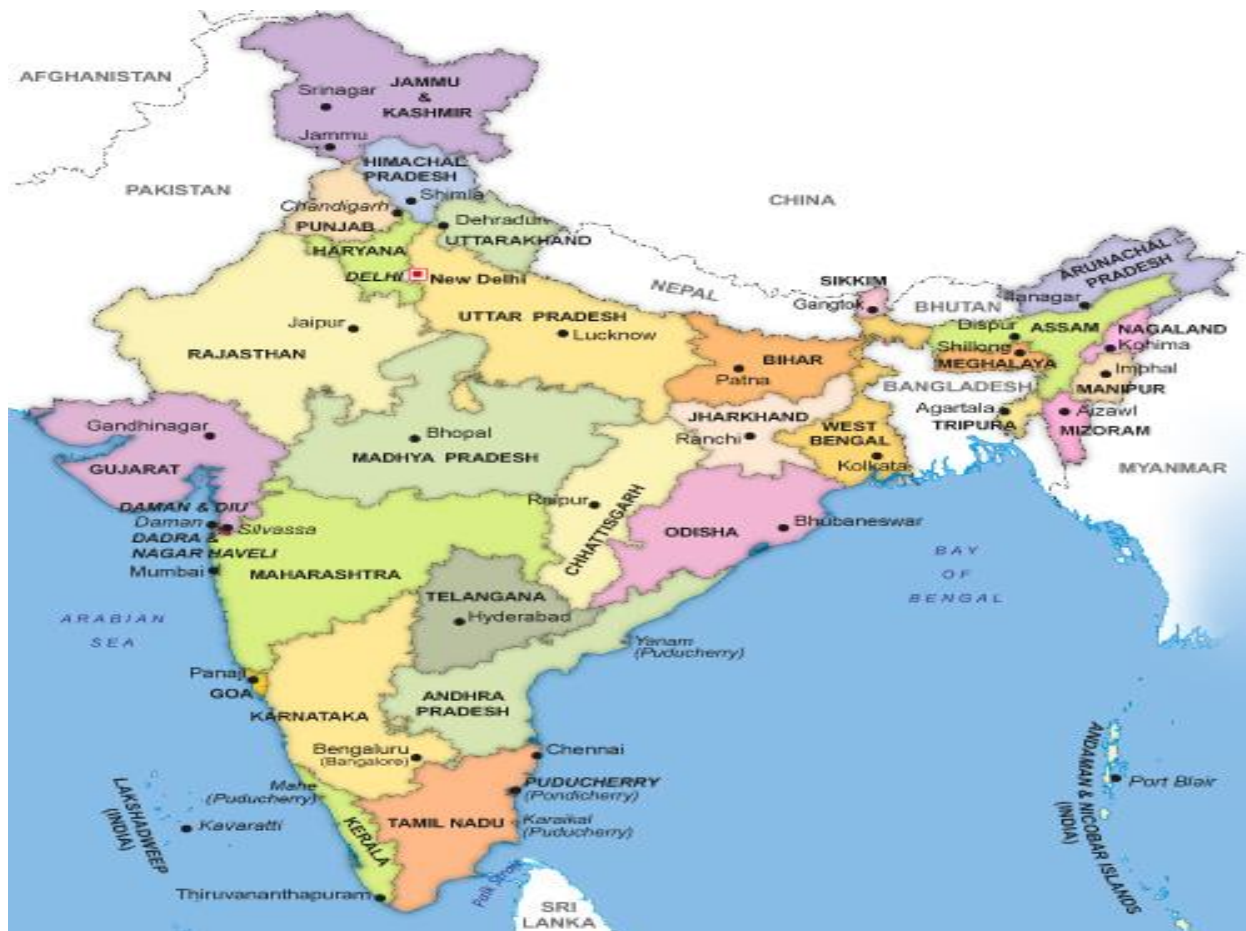 AFGHANISTAN
JAMMU
&
KASHMIR
Srinagar
Jammu
PAKISTAN
HIMACHAL
PRADESH
Shimla
CHINA
Chandigarh
PUNJAB
Dehradun
UTTARAKHAND
HARYANA
DELHI
New Delhi
NEPAL
SIKKIM
Gangtok
BHUTAN
ARUNACHAL
PRADESH
Itanagar
Jaipur
RAJASTHAN
UTTAR PRADESH
Lucknow
BIHAR
Patna
Dispur
ASSAM
NAGALAND
Kohima
Shillong
MEGHALAYA
Imphal
MANIPUR
BANGLADESH
Agartala
TRIPURA
Aizawl
MIZORAM
MYANMAR
Gandhinagar
GUJARAT
Bhopal
MADHYA PRADESH
JHARKHAND
Ranchi
WEST
BENGAL
Kolkata
DAMAN & DIU
Daman
Silvassa
DADRA &
NAGAR HAVELI
Mumbai
MAHARASHTRA
Raipur
CHHATTISGARH
ODISHA
Bhubaneswar
BAY
OF
BENGAL
ARABIAN
SEA
TELANGANA
Hyderabad
Yanam
(Puducherry)
Panaji
GOA
KARNATAKA
ANDHRA
PRADESH
Bengaluru
(Bangalore)
Chennai
Mahe
(Puducherry)
PUDUCHERRY
(Pondicherry)
LAKSHADWEEP
(INDIA)
Kavaratti
KERALA
TAMIL NADU
Karaikal
(Puducherry)
Thiruvananthapuram
Palk Strait
SRI
LANKA
ANDAMAN & NICOBAR ISLANDS
(INDIA)
Port Blair